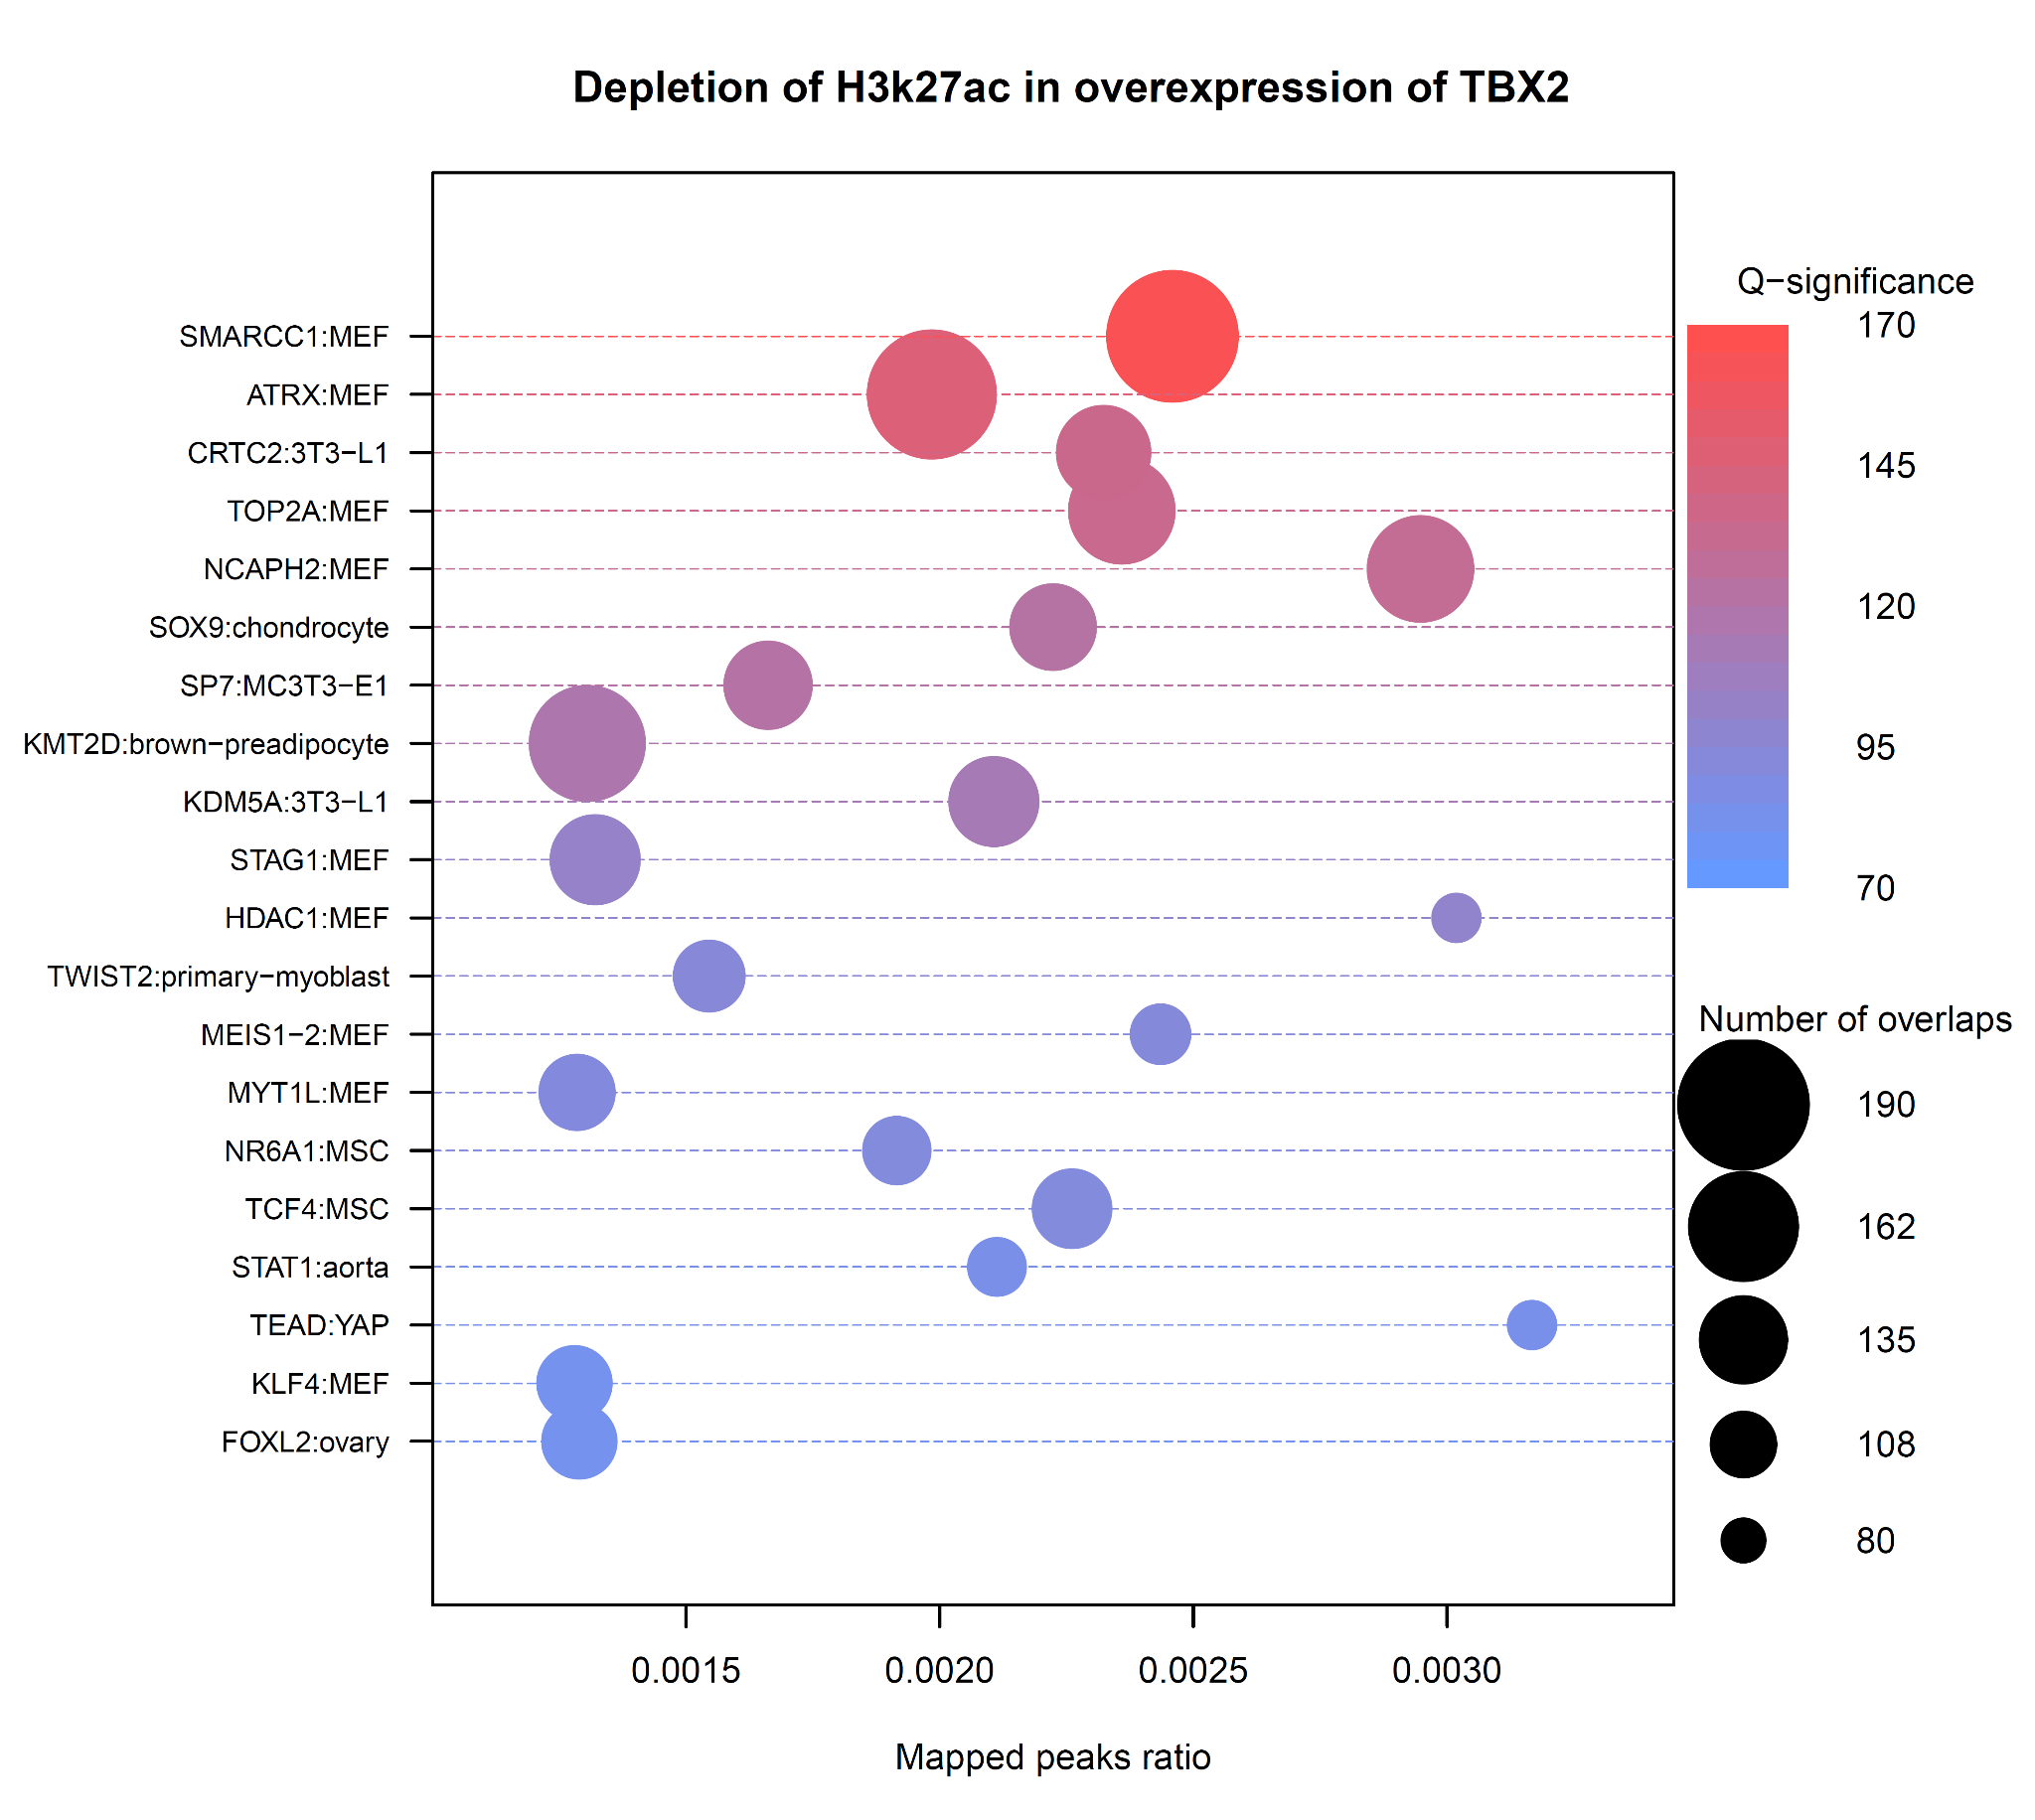 Depletion of H3k27ac in overexpression of TBX2
SMARCC1:MEF
ATRX:MEF
CRTC2:3T3−L1
TOP2A:MEF
NCAPH2:MEF
SOX9:chondrocyte
SP7:MC3T3−E1
KMT2D:brown−preadipocyte
KDM5A:3T3−L1
STAG1:MEF
HDAC1:MEF
TWIST2:primary−myoblast
MEIS1−2:MEF
MYT1L:MEF
NR6A1:MSC
TCF4:MSC
STAT1:aorta
TEAD:YAP
KLF4:MEF
FOXL2:ovary
0.0015 0.0020 0.0025 0.0030
Mapped peaks ratio
Q−significance
170
145
120
95
70
Number of overlaps
190
162
135
108
80